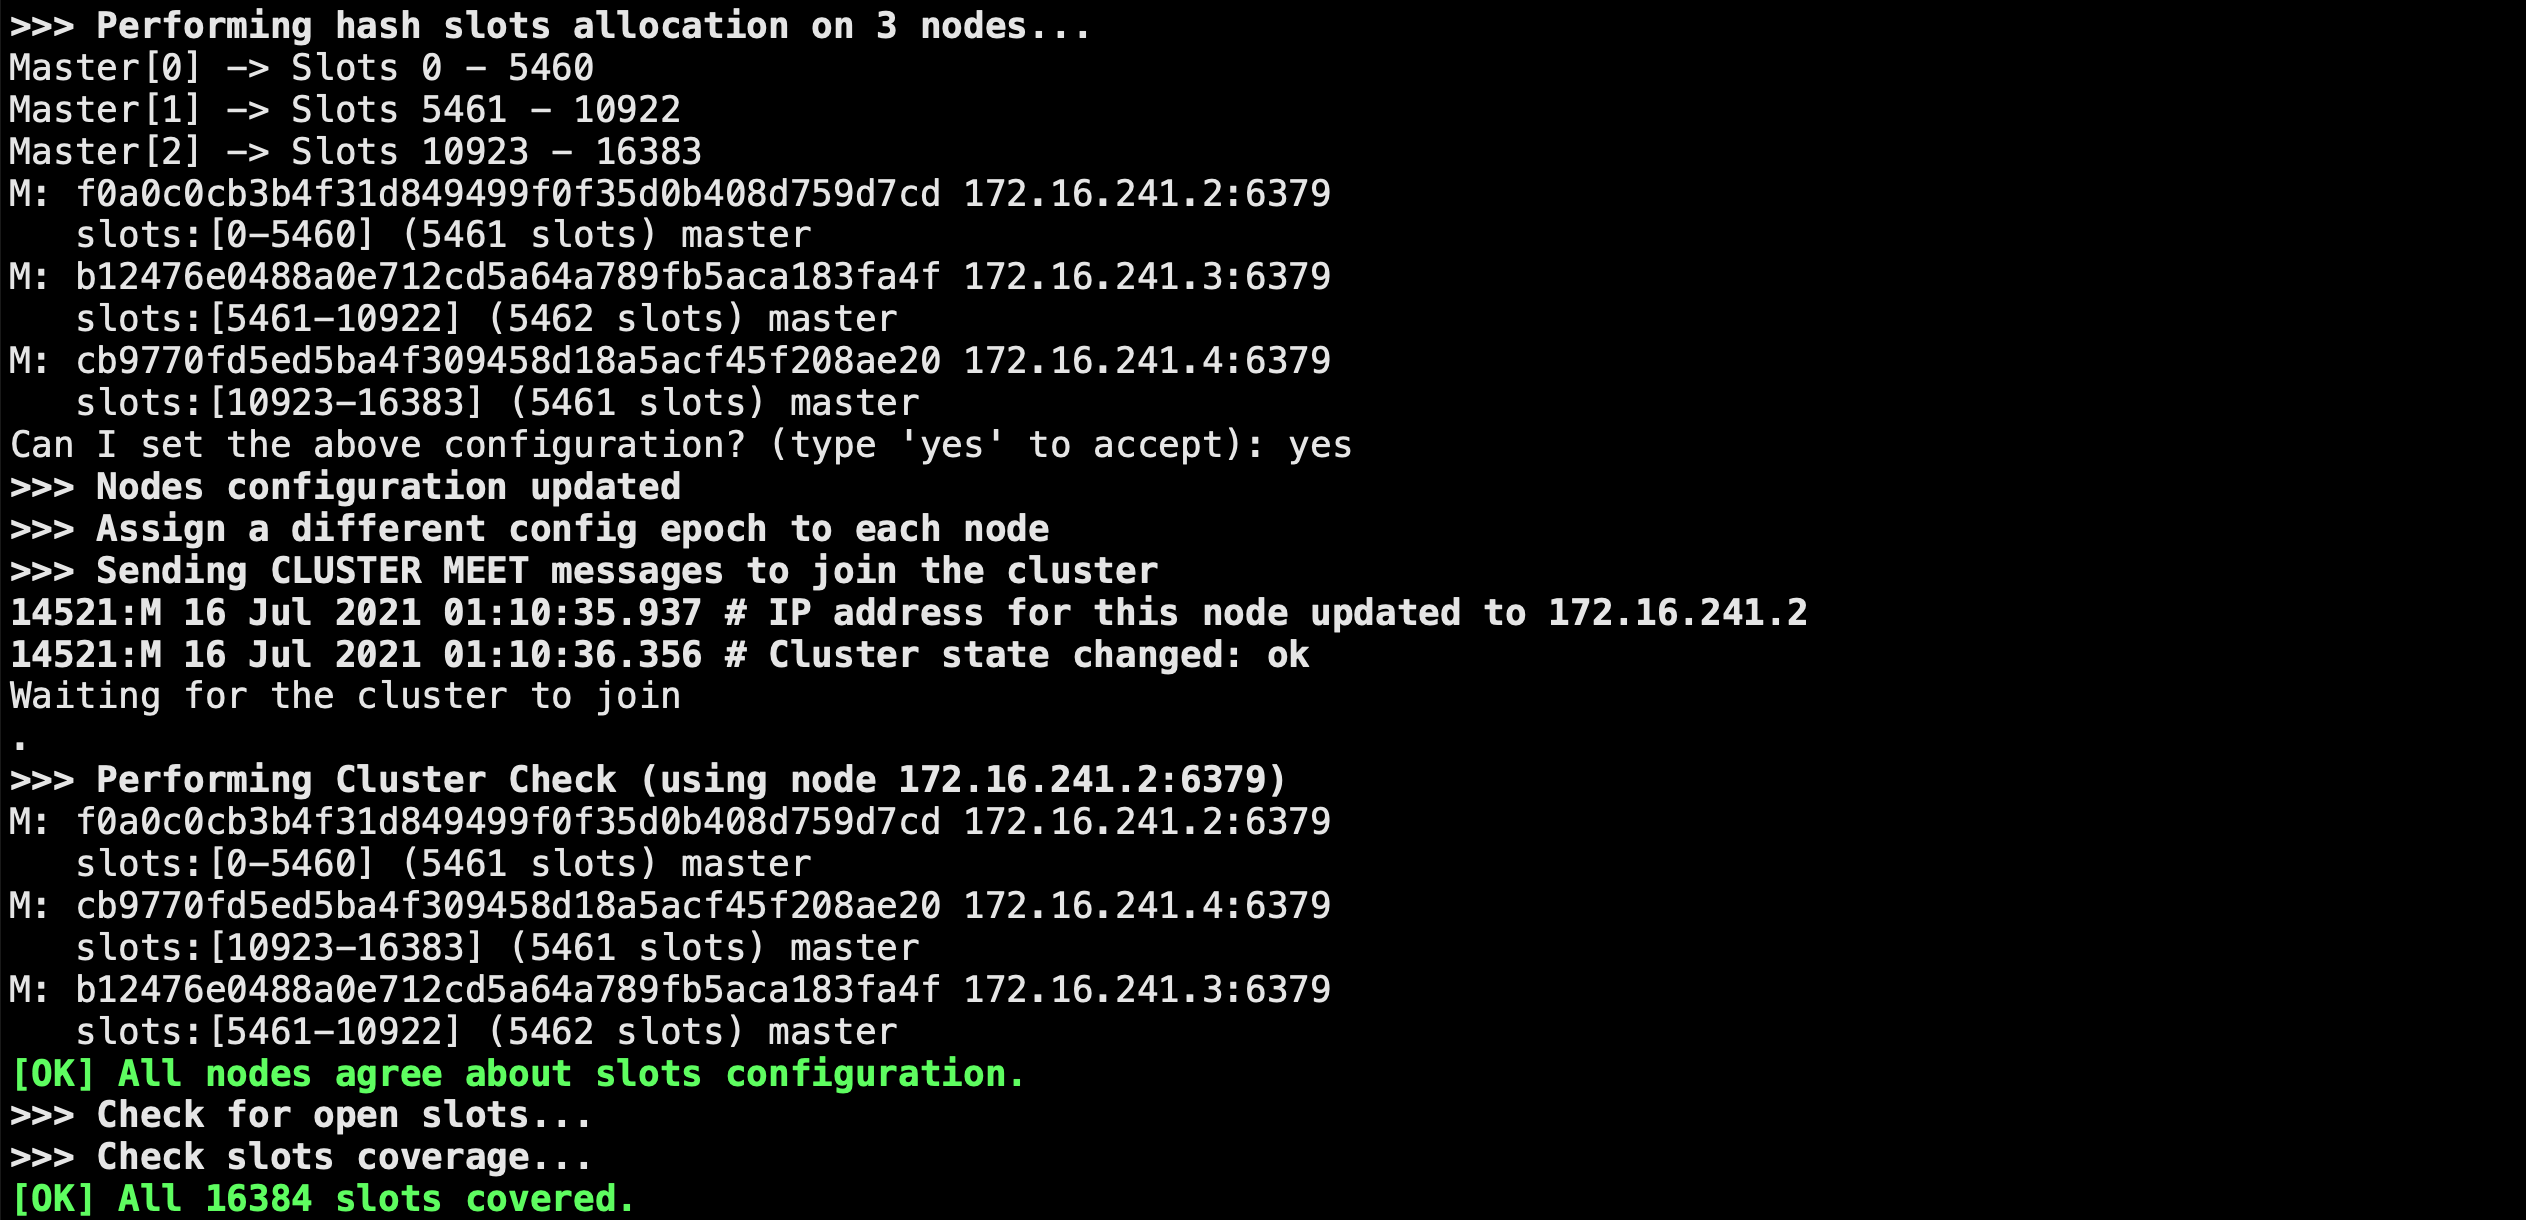 >>> Performing hash slots allocation on 3 nodes...
Master[0] -> Slots 0 - 5460
Master[1] -> Slots 5461 - 10922
Master[2] -> Slots 10923 - 16383
M: f0a0c0cb3b4f31d849499f0f35d0b408d759d7cd 172.16.241.2:6379
   slots:[0-5460] (5461 slots) master
M: b12476e0488a0e712cd5a64a789fb5aca183fa4f 172.16.241.3:6379
   slots:[5461-10922] (5462 slots) master
M: cb9770fd5ed5ba4f309458d18a5acf45f208ae20 172.16.241.4:6379
   slots:[10923-16383] (5461 slots) master
Can I set the above configuration? (type 'yes' to accept): yes
>>> Nodes configuration updated
>>> Assign a different config epoch to each node
>>> Sending CLUSTER MEET messages to join the cluster
14521:M 16 Jul 2021 01:10:35.937 # IP address for this node updated to 172.16.241.2
14521:M 16 Jul 2021 01:10:36.356 # Cluster state changed: ok
Waiting for the cluster to join
.
>>> Performing Cluster Check (using node 172.16.241.2:6379)
M: f0a0c0cb3b4f31d849499f0f35d0b408d759d7cd 172.16.241.2:6379
   slots:[0-5460] (5461 slots) master
M: cb9770fd5ed5ba4f309458d18a5acf45f208ae20 172.16.241.4:6379
   slots:[10923-16383] (5461 slots) master
M: b12476e0488a0e712cd5a64a789fb5aca183fa4f 172.16.241.3:6379
   slots:[5461-10922] (5462 slots) master
[OK] All nodes agree about slots configuration.
>>> Check for open slots...
>>> Check slots coverage...
[OK] All 16384 slots covered.